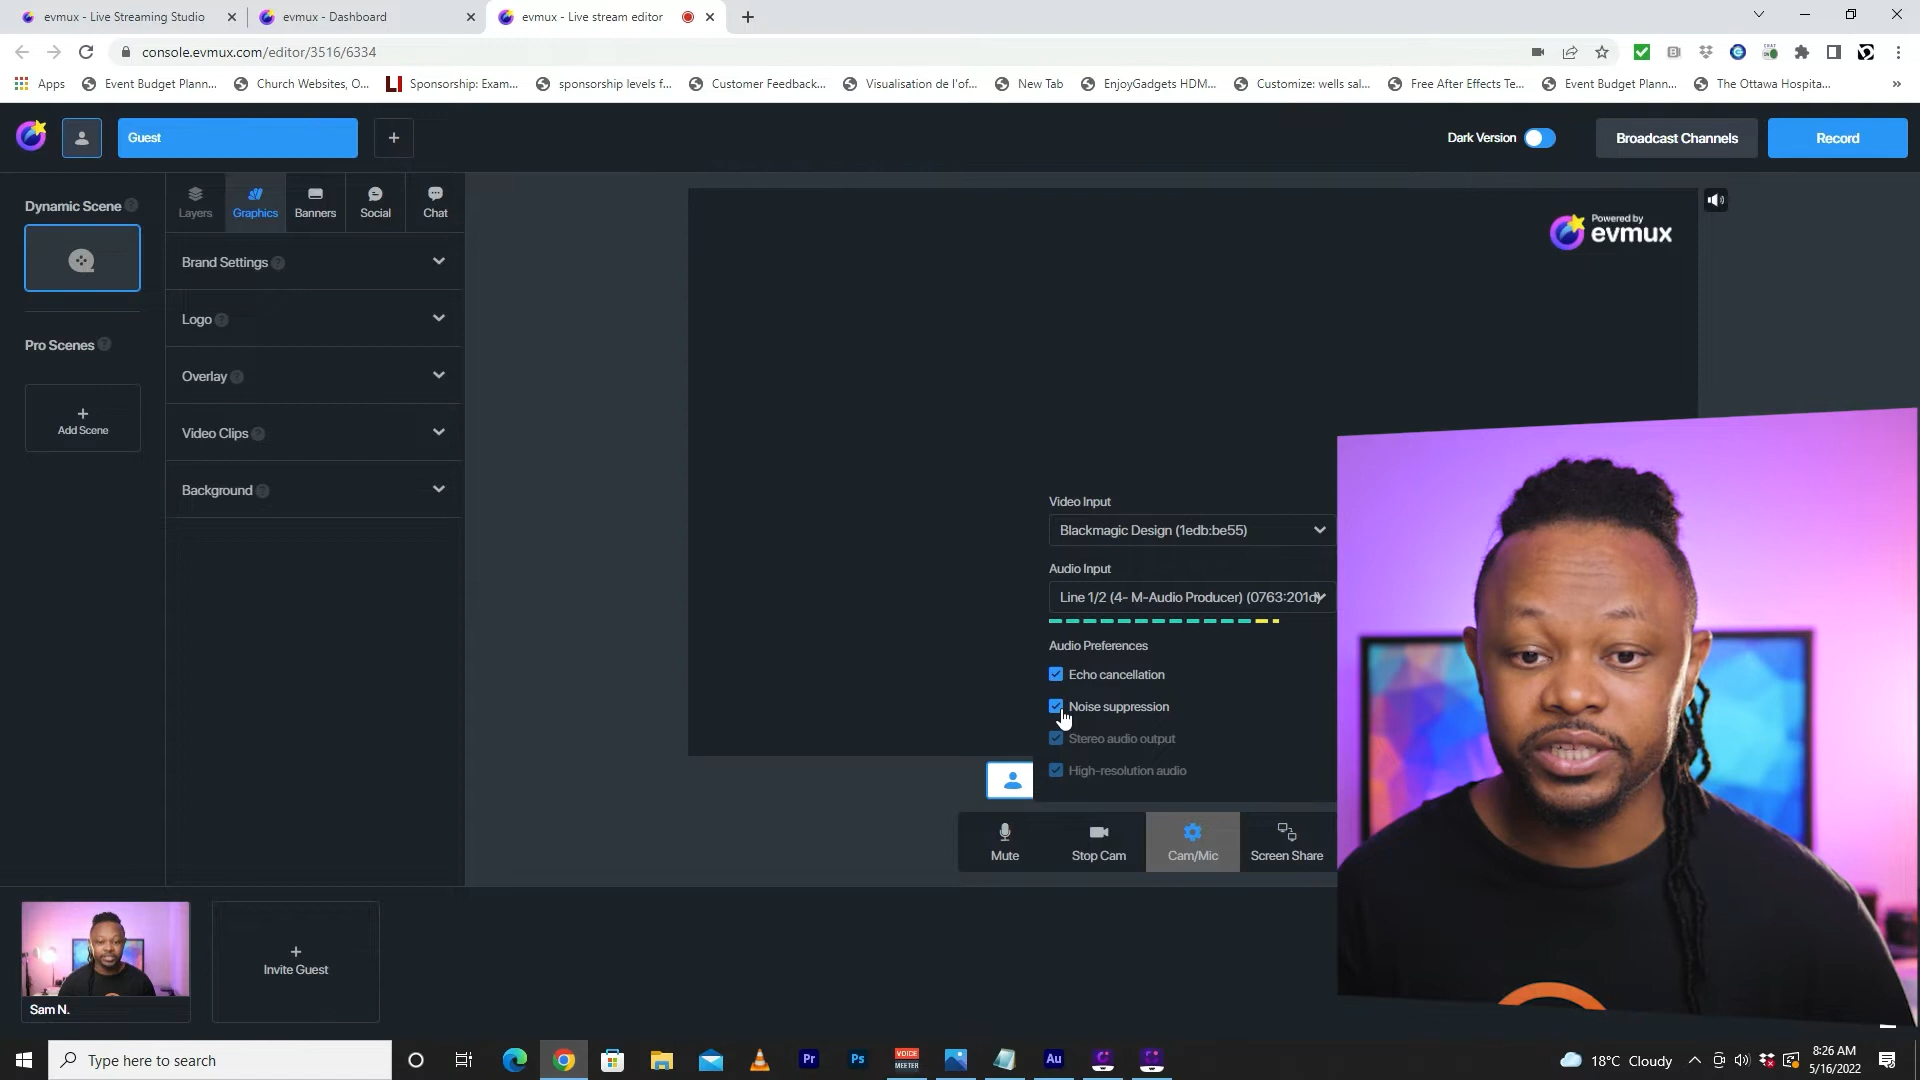 evmux - Live Streaming Studio
evmux - Dashboard
evmux - Live stream editor
console.evmux.com/editor/3516/6334
Apps
Event Budget Plann...
Church Websites, O...
Sponsorship: Exam...
sponsorship levels f...
Customer Feedback...
Visualisation de l'of...
New Tab
EnjoyGadgets HDM...
Customize: wells sal...
Free After Effects Te...
Event Budget Plann...
The Ottawa Hospita...
Guest
Dark Version
Broadcast Channels
Record
Dynamic Scene
Layers
Graphics
Banners
Social
Chat
Powered by
evmux
Brand Settings
Logo
Pro Scenes
Overlay
+
Add Scene
Video Clips
Background
Video Input
Blackmagic Design (1edb:be55)
Audio Input
Line 1/2 (4- M-Audio Producer) (0763:201d)
Audio Preferences
Echo cancellation
Noise suppression
Stereo audio output
High-resolution audio
Mute
Stop Cam
Cam/Mic
Screen Share
Sam N.
+
Invite Guest
Type here to search
Pr
Ps
VOICE
MEETER
Au
18°C Cloudy
8:26 AM
5/16/2022